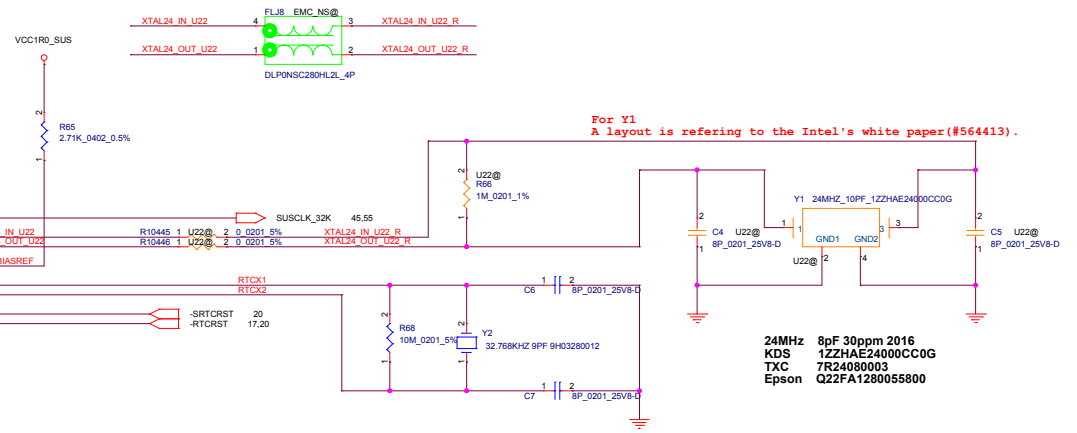 FLJ8 EMC_NS@
XTAL24_IN_U22 4 3 XTAL24_IN_U22_R
XTAL24_OUT_U22 1 2 XTAL24_OUT_U22_R
DLP0NSC280HL2L_4P
VCC1R0_SUS
2
R65
2.71K_0402_0.5%
1
For Y1
A layout is refering to the Intel's white paper(#564413).
2
U22@
R66
1M_0201_1%
1
SUSCLK_32K 45,55
_IN_U22 R10445 1 U22@ 2 0_0201_5% XTAL24_IN_U22_R
_OUT_U22 R10446 1 U22@ 2 0_0201_5% XTAL24_OUT_U22_R
BIASREF
Y1 24MHZ_10PF_1ZZHAE24000CC0G
2
C4 U22@
8P_0201_25V8-D
1
1 1 3 3
GND1 GND2
U22@ 2 4
2
C5 U22@
8P_0201_25V8-D
1
RTCX1
RTCX2
C6 1 2 8P_0201_25V8-D
-SRTCRST 20
-RTCRST 17,20
2
R68
10M_0201_5%
1
2
Y2
32.768KHZ 9PF 9H03280012
1
C7 1 2 8P_0201_25V8-D
24MHz 8pF 30ppm 2016
KDS 1ZZHAE24000CC0G
TXC 7R24080003
Epson Q22FA1280055800